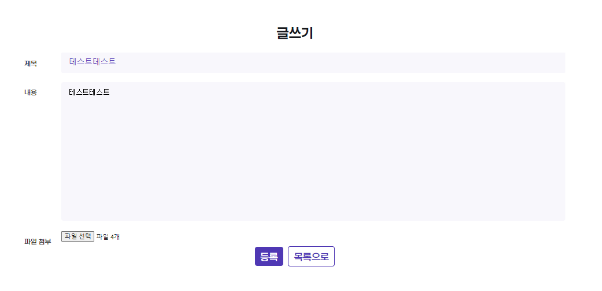 글쓰기
제목
테스트테스트
내용
테스트테스트
파일 첨부
파일 선택 파일 4개
등록 목록으로